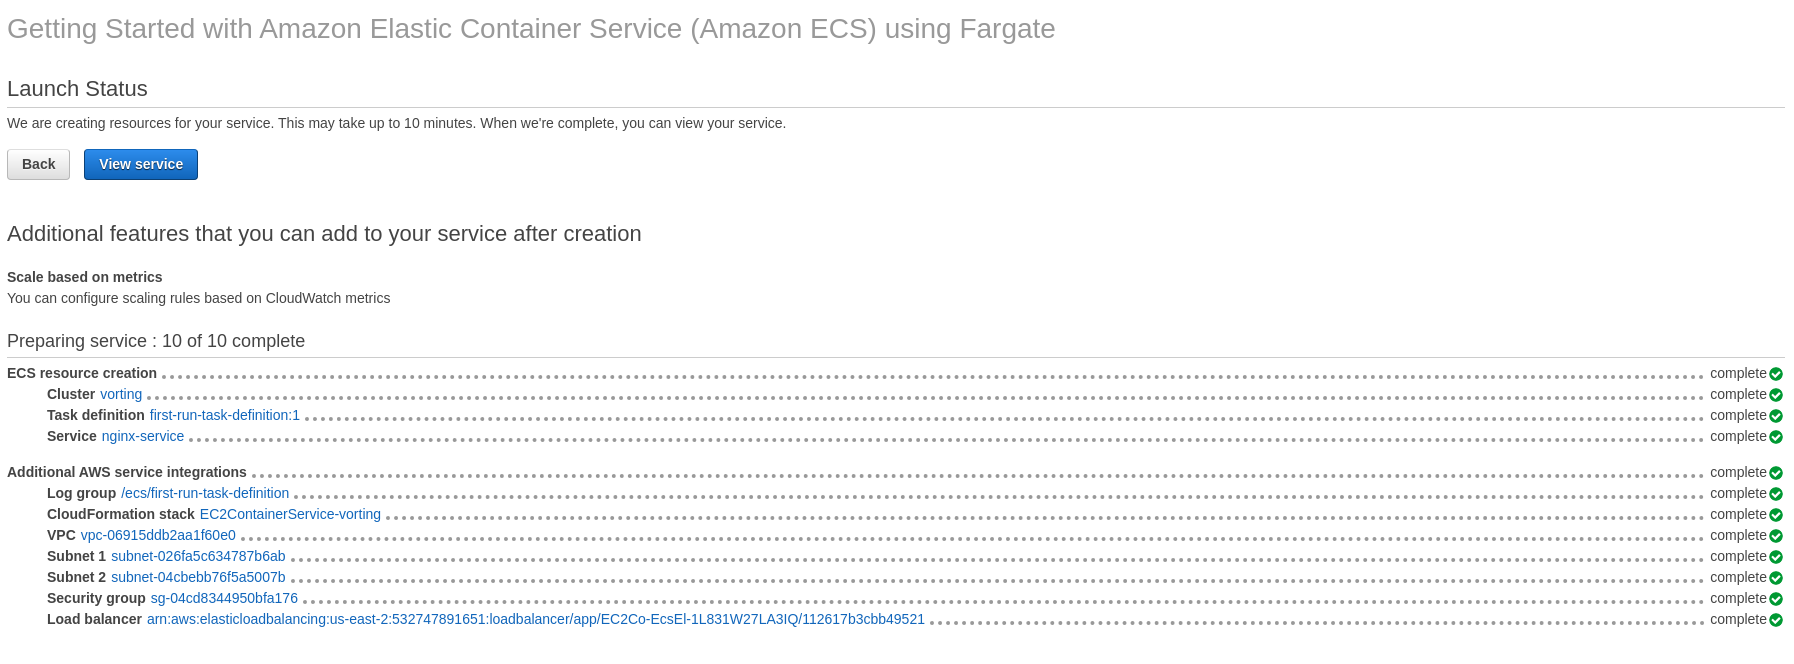 Getting Started with Amazon Elastic Container Service (Amazon ECS) using Fargate
Launch Status
We are creating resources for your service. This may take up to 10 minutes. When we're complete, you can view your service.
Back View service
Additional features that you can add to your service after creation
Scale based on metrics
You can configure scaling rules based on CloudWatch metrics
Preparing service : 10 of 10 complete
ECS resource creation complete
Cluster vorting complete
Task definition first-run-task-definition:1 complete
Service nginx-service complete
Additional AWS service integrations complete
Log group /ecs/first-run-task-definition complete
CloudFormation stack EC2ContainerService-vorting complete
VPC vpc-06915ddb2aa1f60e0 complete
Subnet 1 subnet-026fa5c634787b6ab complete
Subnet 2 subnet-04cbebb76f5a5007b complete
Security group sg-04cd8344950bfa176 complete
Load balancer arn:aws:elasticloadbalancing:us-east-2:532747891651:loadbalancer/app/EC2Co-EcsEl-1L831W27LA3IQ/112617b3cbb49521 complete